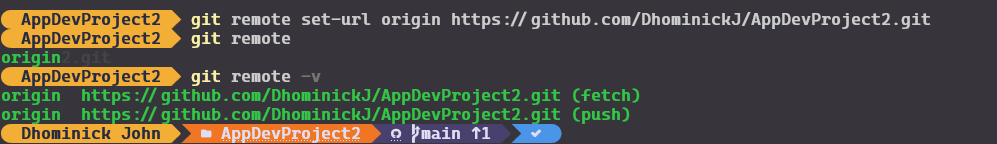 AppDevProject2 git remote set-url origin https://github.com/DhominickJ/AppDevProject2.git
AppDevProject2 git remote
origin2.git
AppDevProject2 git remote -v
origin  https://github.com/DhominickJ/AppDevProject2.git (fetch)
origin  https://github.com/DhominickJ/AppDevProject2.git (push)
Dhominick John AppDevProject2 main ↑1 ✓